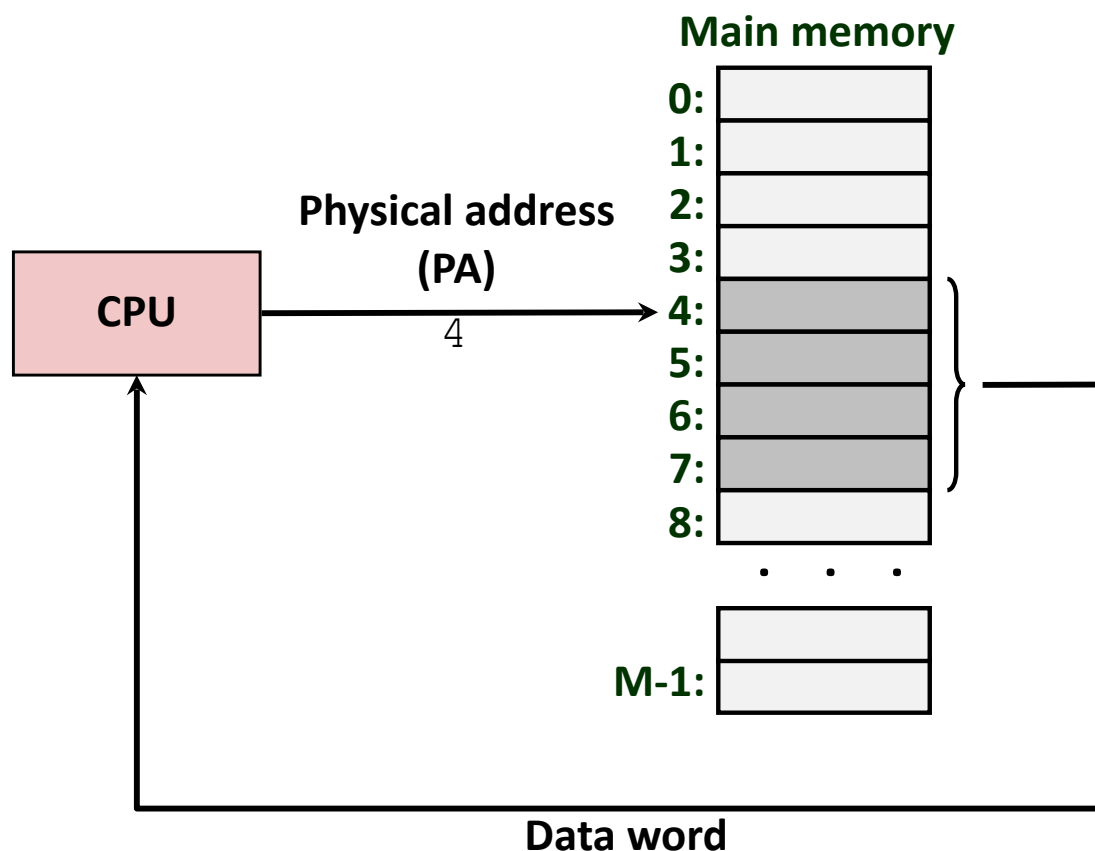 Main memory
0:
1:
2:
3:
4:
5:
6:
7:
8:
. . .
M-1:
Physical address
(PA)
4
CPU
Data word